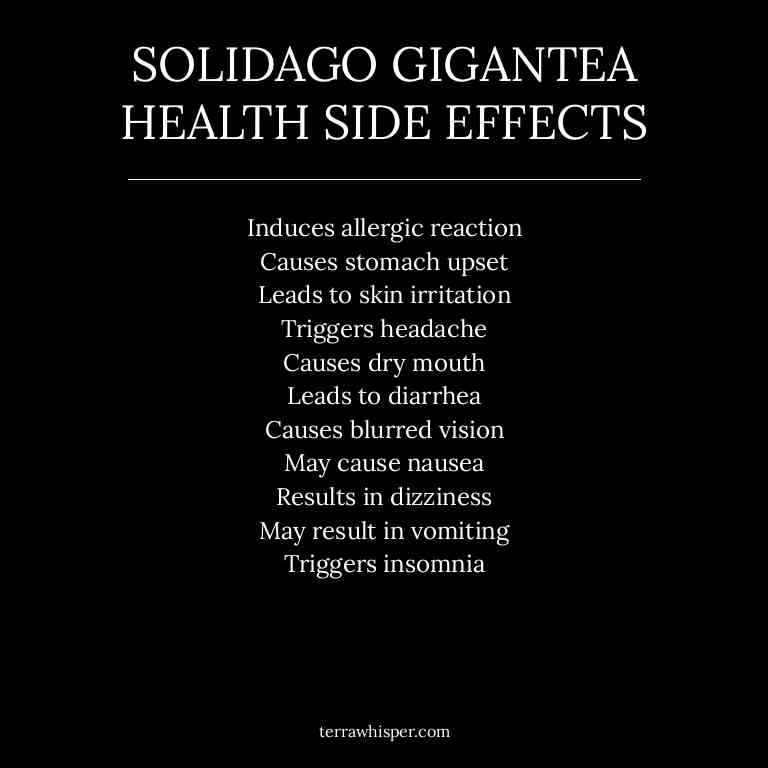 SOLIDAGO GIGANTEA
HEALTH SIDE EFFECTS
Induces allergic reaction
Causes stomach upset
Leads to skin irritation
Triggers headache
Causes dry mouth
Leads to diarrhea
Causes blurred vision
May cause nausea
Results in dizziness
May result in vomiting
Triggers insomnia
terrawhisper.com